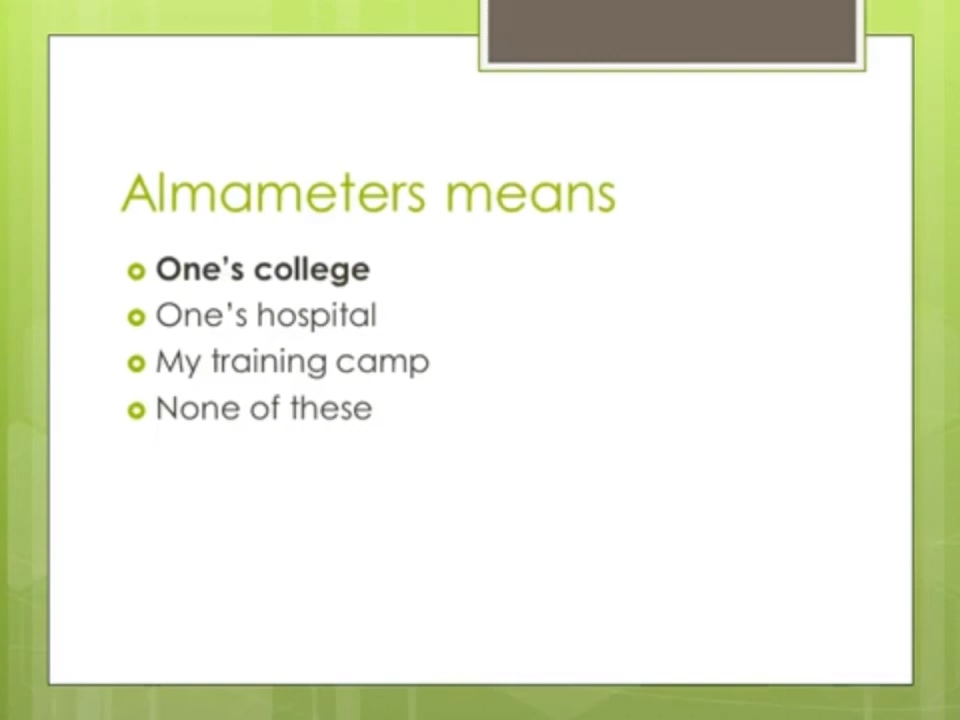 Almameters means
One's college
One's hospital
My training camp
None of these